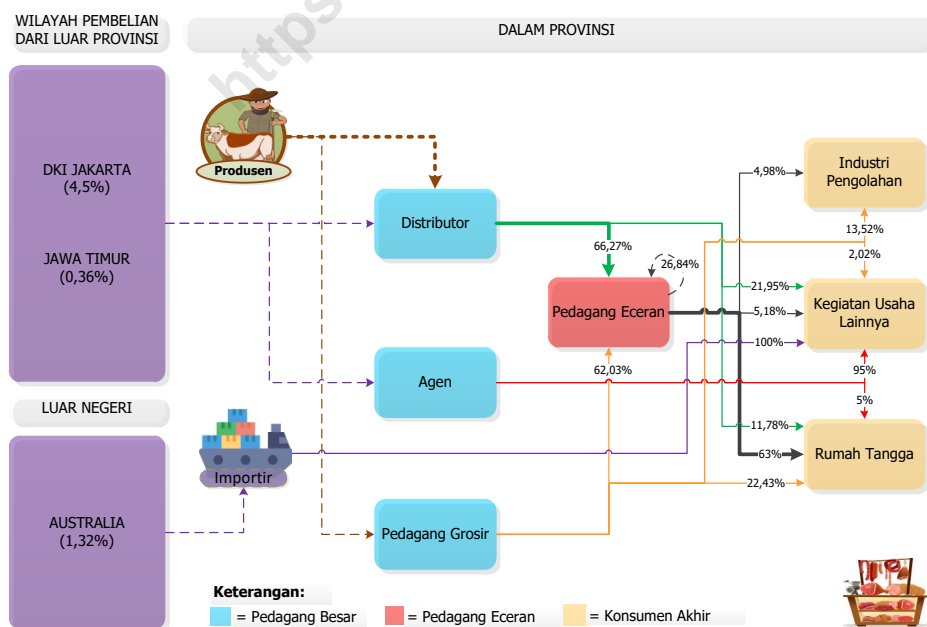 WILAYAH PEMBELIAN
DARI LUAR PROVINSI
DALAM PROVINSI
https
DKI JAKARTA
(4,5%)
JAWA TIMUR
(0,36%)
LUAR NEGERI
AUSTRALIA
(1,32%)
Produsen
Importir
Distributor
Agen
Pedagang Grosir
66,27%
26,84%
Pedagang Eceran
62,03%
4,98%
13,52%
2,02%
21,95%
5,18%
100%
95%
5%
11,78%
63%
22,43%
Industri
Pengolahan
Kegiatan Usaha
Lainnya
Rumah Tangga
Keterangan:
= Pedagang Besar
= Pedagang Eceran
= Konsumen Akhir